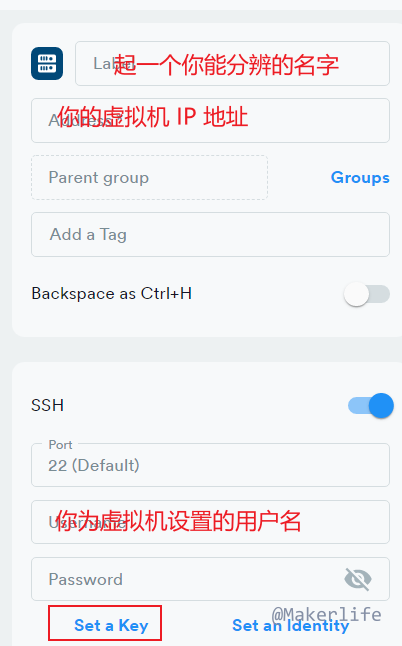 Label
起一个你能分辨的名字
Address*
你的虚拟机 IP 地址
Parent group Groups
Add a Tag
Backspace as Ctrl+H
SSH
Port
22 (Default)
Username
你为虚拟机设置的用户名
Password
Set a Key Set an Identity
@Makerlife